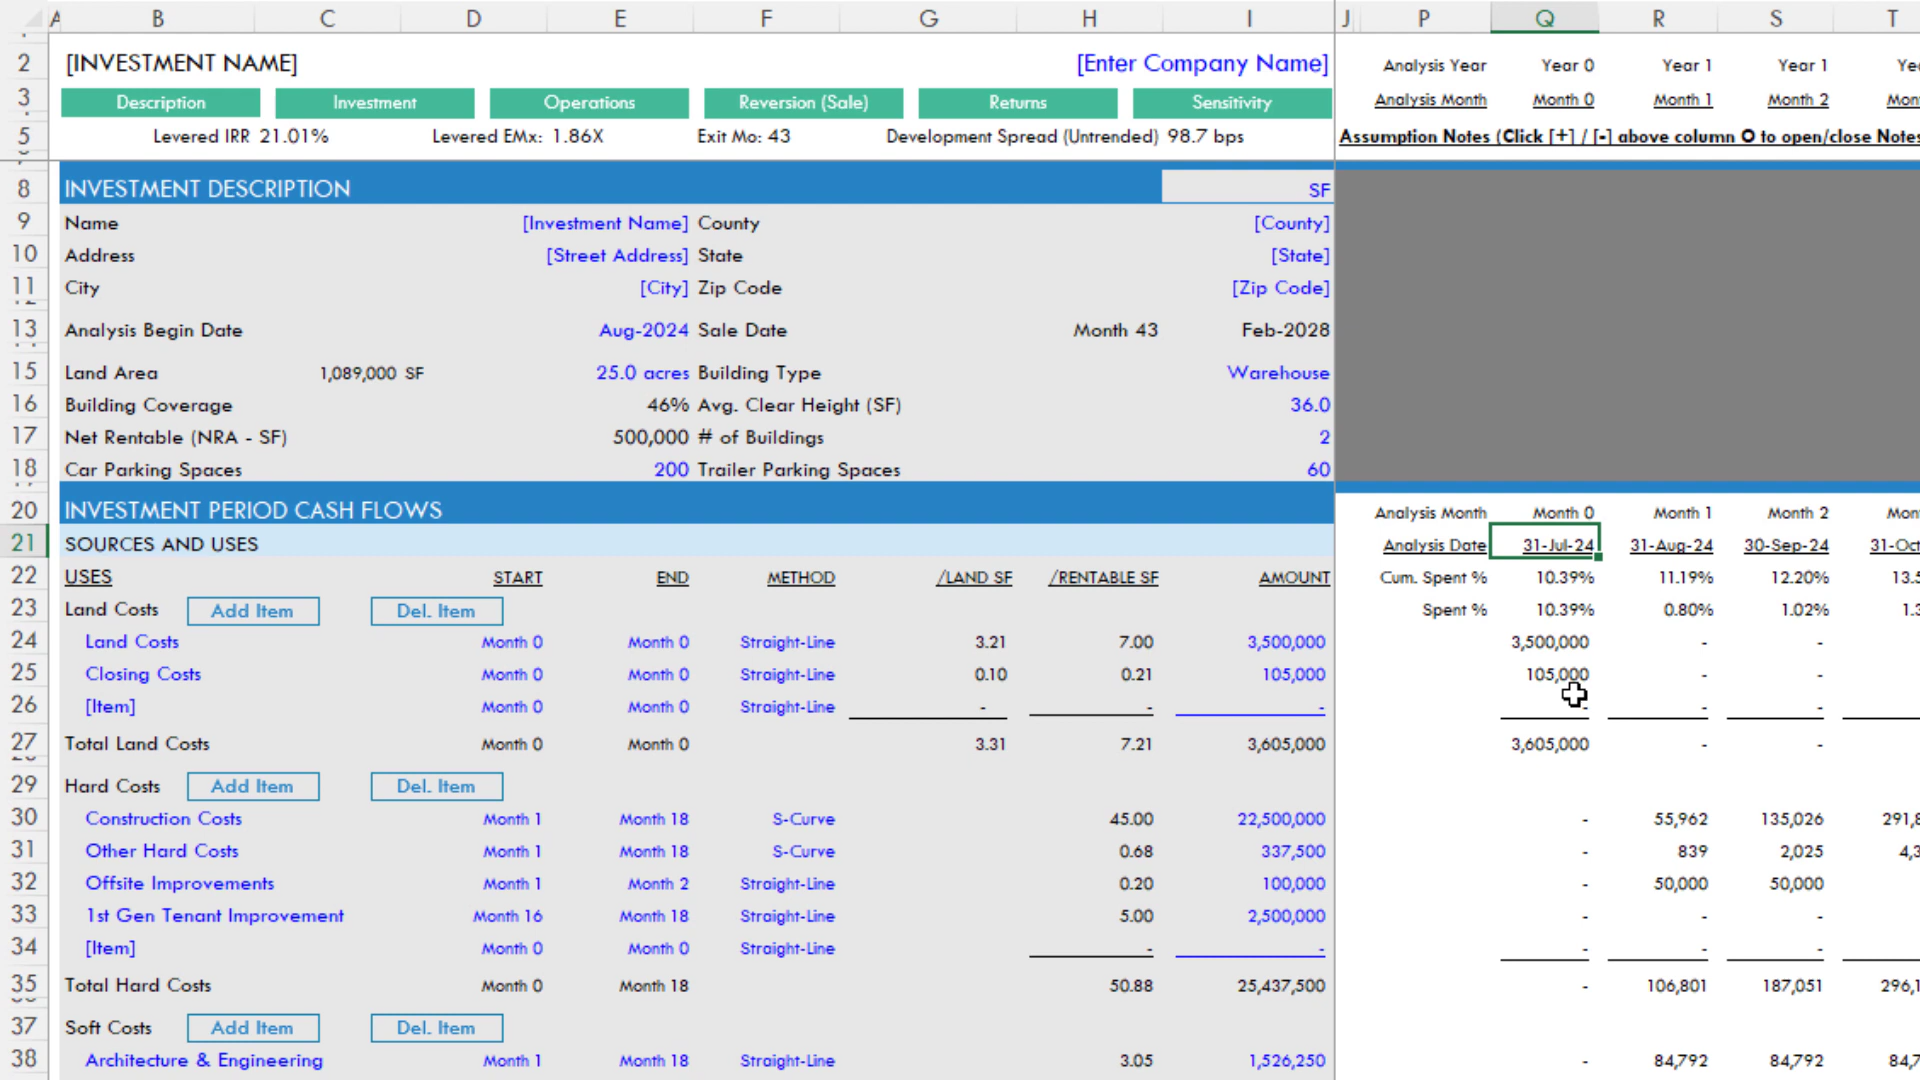 A B C D E F G H I J P Q R S T
2 [INVESTMENT NAME] [Enter Company Name] Analysis Year Year 0 Year 1 Year 1
3 Description Investment Operations Reversion (Sale) Returns Sensitivity Analysis Month Month 0 Month 1 Month 2
5 Levered IRR 21.01% Levered EMx: 1.86X Exit Mo: 43 Development Spread (Untrended) 98.7 bps Assumption Notes (Click [+] / [-] above column O to open/close Notes
8 INVESTMENT DESCRIPTION SF
9 Name [Investment Name] County [County]
10 Address [Street Address] State [State]
11 City [City] Zip Code [Zip Code]
13 Analysis Begin Date Aug-2024 Sale Date Month 43 Feb-2028
15 Land Area 1,089,000 SF 25.0 acres Building Type Warehouse
16 Building Coverage 46% Avg. Clear Height (SF) 36.0
17 Net Rentable (NRA - SF) 500,000 # of Buildings 2
18 Car Parking Spaces 200 Trailer Parking Spaces 60
20 INVESTMENT PERIOD CASH FLOWS Analysis Month Month 0 Month 1 Month 2
21 SOURCES AND USES Analysis Date 31-Jul-24 31-Aug-24 30-Sep-24 31-Oct
22 USES START END METHOD /LAND SF /RENTABLE SF AMOUNT Cum. Spent % 10.39% 11.19% 12.20% 13.5
23 Land Costs Add Item Del. Item Spent % 10.39% 0.80% 1.02% 1.3
24 Land Costs Month 0 Month 0 Straight-Line 3.21 7.00 3,500,000 3,500,000 - -
25 Closing Costs Month 0 Month 0 Straight-Line 0.10 0.21 105,000 105,000 - -
26 [Item] Month 0 Month 0 Straight-Line - - - - - -
27 Total Land Costs Month 0 Month 0 3.31 7.21 3,605,000 3,605,000 - -
29 Hard Costs Add Item Del. Item
30 Construction Costs Month 1 Month 18 S-Curve 45.00 22,500,000 - 55,962 135,026 291,8
31 Other Hard Costs Month 1 Month 18 S-Curve 0.68 337,500 - 839 2,025 4,3
32 Offsite Improvements Month 1 Month 2 Straight-Line 0.20 100,000 - 50,000 50,000
33 1st Gen Tenant Improvement Month 16 Month 18 Straight-Line 5.00 2,500,000 - - -
34 [Item] Month 0 Month 0 Straight-Line - - - - -
35 Total Hard Costs Month 0 Month 18 50.88 25,437,500 - 106,801 187,051 296,1
37 Soft Costs Add Item Del. Item
38 Architecture & Engineering Month 1 Month 18 Straight-Line 3.05 1,526,250 - 84,792 84,792 84,7